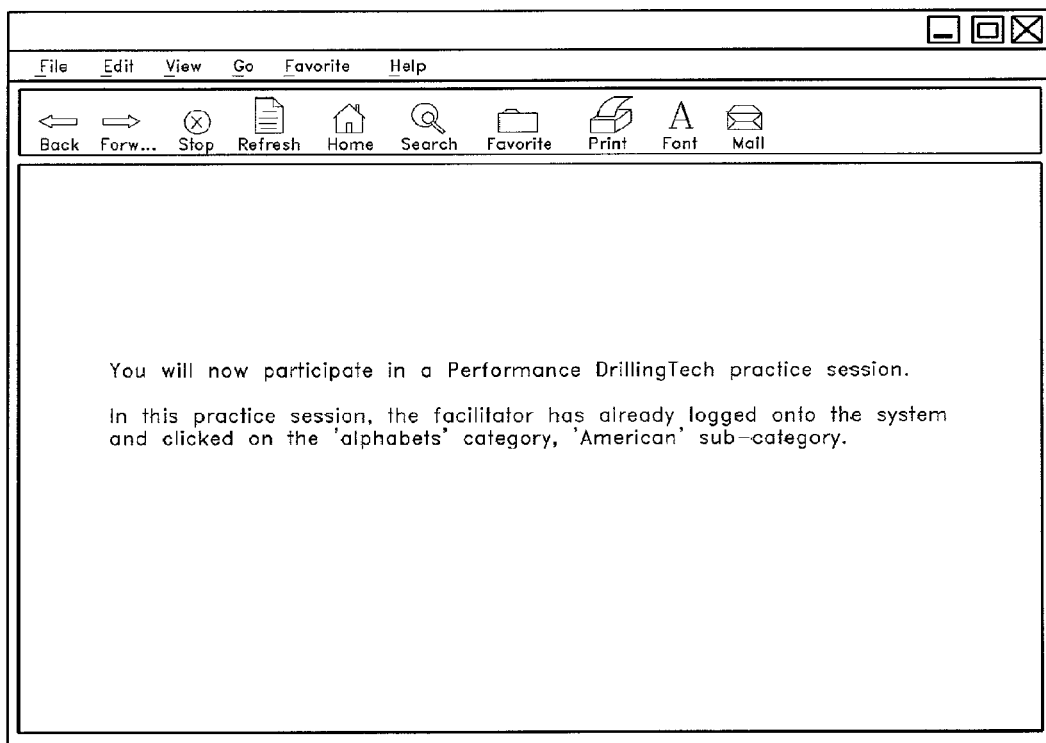 File Edit View Go Favorite Help
Back Forw... Stop Refresh Home Search Favorite Print Font Mail
You will now participate in a Performance DrillingTech practice session.
In this practice session, the facilitator has already logged onto the system
and clicked on the 'alphabets' category, 'American' sub-category.